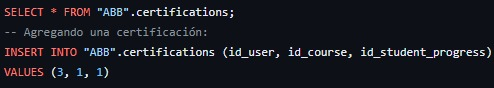 SELECT * FROM "ABB".certifications;
-- Agregando una certificación:
INSERT INTO "ABB".certifications (id_user, id_course, id_student_progress)
VALUES (3, 1, 1)